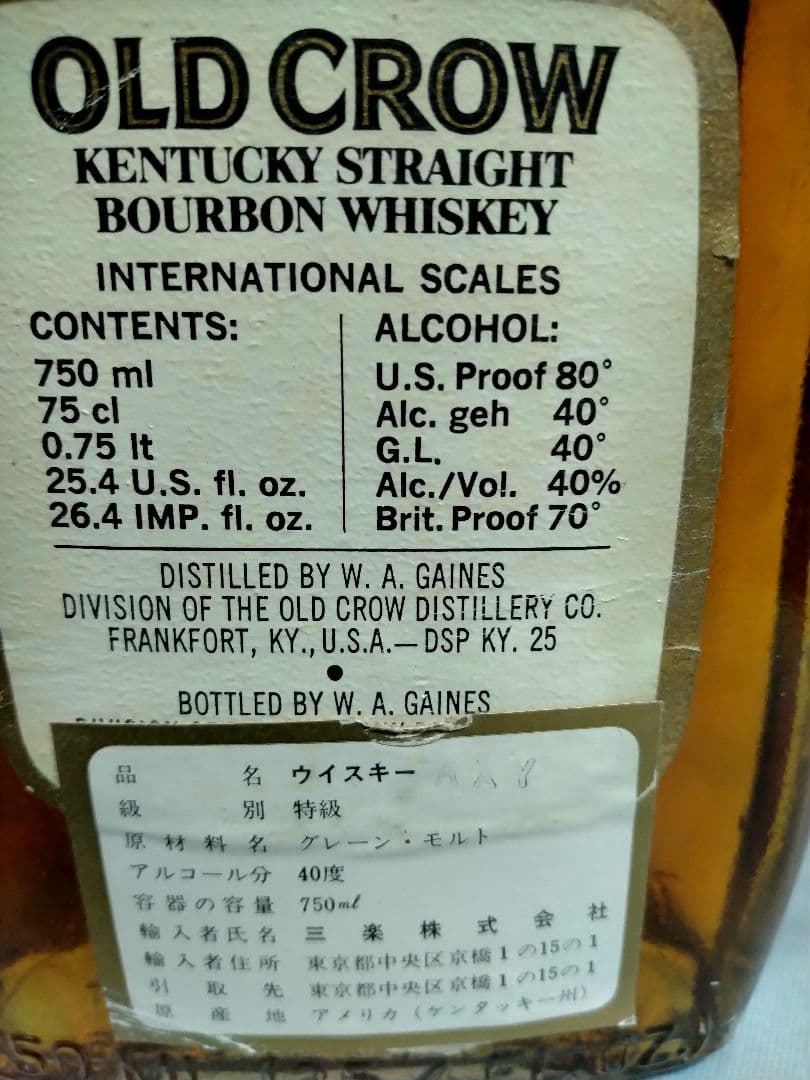 OLD CROW
KENTUCKY STRAIGHT
BOURBON WHISKEY
INTERNATIONAL SCALES
CONTENTS:
750 ml
75 cl
0.75 lt
25.4 U.S. fl. oz.
26.4 IMP. fl. oz.
ALCOHOL:
U.S. Proof 80°
Alc. geh 40°
G.L. 40°
Alc./Vol. 40%
Brit. Proof 70°
DISTILLED BY W. A. GAINES
DIVISION OF THE OLD CROW DISTILLERY CO.
FRANKFORT, KY., U.S.A.— DSP KY. 25
●
BOTTLED BY W. A. GAINES
品名 ウイスキー
級別 特級
原材料名 グレーン・モルト
アルコール分 40度
容器の容量 750ml
輸入者氏名 三楽株式会社
輸入者住所 東京都中央区京橋1の15の1
引取先 東京都中央区京橋1の15の1
原産地 アメリカ(ケンタッキー州)